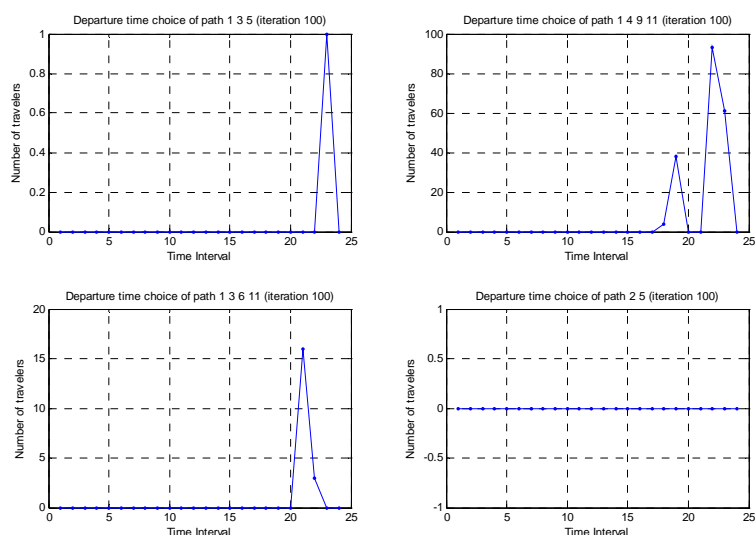 Departure time choice of path 1 3 5 (iteration 100)
1
0.8
0.6
0.4
0.2
0
Number of travelers
0 5 10 15 20 25
Time Interval
Departure time choice of path 1 4 9 11 (iteration 100)
100
80
60
40
20
0
Number of travelers
0 5 10 15 20 25
Time Interval
Departure time choice of path 1 3 6 11 (iteration 100)
20
15
10
5
0
Number of travelers
0 5 10 15 20 25
Time Interval
Departure time choice of path 2 5 (iteration 100)
1
0.5
0
-0.5
-1
Number of travelers
0 5 10 15 20 25
Time Interval